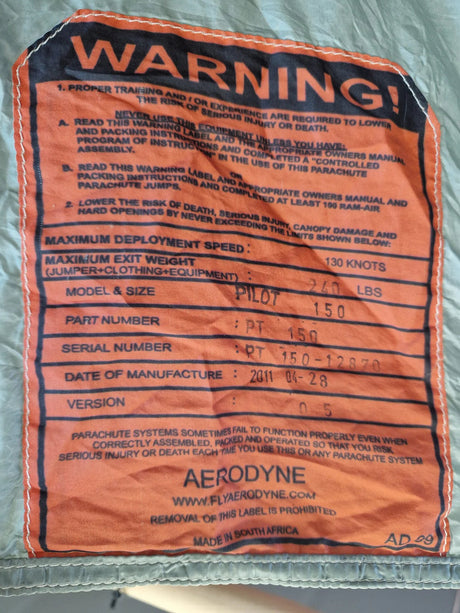 WARNING!
1. PROPER TRAINING AND / OR EXPERIENCE ARE REQUIRED TO LOWER
THE RISK OF SERIOUS INJURY OR DEATH.
NEVER USE THIS EQUIPMENT UNLESS YOU HAVE:
A. READ THIS WARNING LABEL AND THE APPROPRIATE OWNERS MANUAL
AND PACKING INSTRUCTIONS AND COMPLETED A "CONTROLLED
PROGRAM OF INSTRUCTION" IN THE USE OF THIS PARACHUTE
ASSEMBLY.
OR
B. READ THIS WARNING LABEL AND APPROPRIATE OWNERS MANUAL AND
PACKING INSTRUCTIONS AND COMPLETED AT LEAST 100 RAM-AIR
PARACHUTE JUMPS.
2. LOWER THE RISK OF DEATH, SERIOUS INJURY, CANOPY DAMAGE AND
HARD OPENINGS BY NEVER EXCEEDING THE LIMITS SHOWN BELOW:
MAXIMUM DEPLOYMENT SPEED : 130 KNOTS
MAXIMUM EXIT WEIGHT
(JUMPER+CLOTHING+EQUIPMENT) : 240 LBS
MODEL & SIZE : PILOT 150
PART NUMBER : PT 150
SERIAL NUMBER : PT 150-12870
DATE OF MANUFACTURE : 2011 04-28
VERSION : 0.5
PARACHUTE SYSTEMS SOMETIMES FAIL TO FUNCTION PROPERLY EVEN WHEN
CORRECTLY ASSEMBLED, PACKED AND OPERATED SO THAT YOU RISK
SERIOUS INJURY OR DEATH EACH TIME YOU USE THIS OR ANY PARACHUTE SYSTEM
AERODYNE
WWW.FLYAERODYNE.COM
REMOVAL OF THIS LABEL IS PROHIBITED
MADE IN SOUTH AFRICA
AD-09